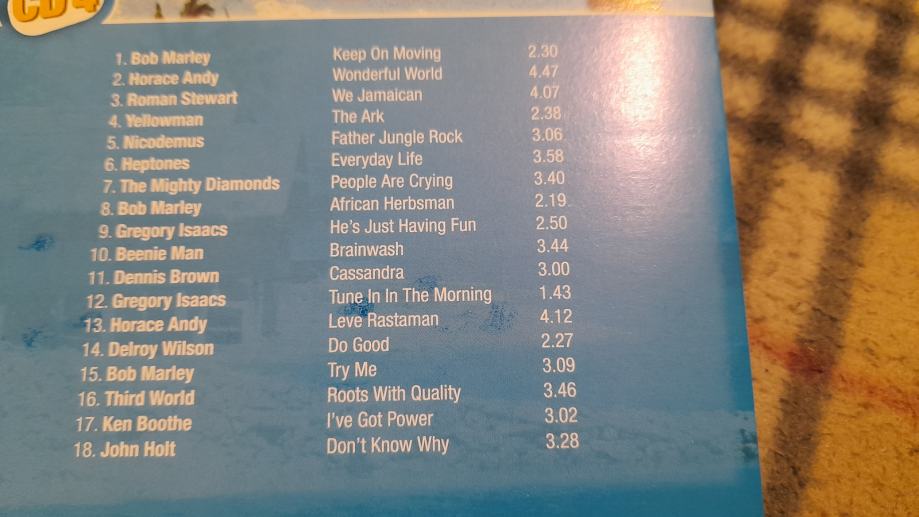 CD 4
1. Bob Marley Keep On Moving 2.30
2. Horace Andy Wonderful World 4.47
3. Roman Stewart We Jamaican 4.07
4. Yellowman The Ark 2.38
5. Nicodemus Father Jungle Rock 3.06
6. Heptones Everyday Life 3.58
7. The Mighty Diamonds People Are Crying 3.40
8. Bob Marley African Herbsman 2.19
9. Gregory Isaacs He's Just Having Fun 2.50
10. Beenie Man Brainwash 3.44
11. Dennis Brown Cassandra 3.00
12. Gregory Isaacs Tune In In The Morning 1.43
13. Horace Andy Leve Rastaman 4.12
14. Delroy Wilson Do Good 2.27
15. Bob Marley Try Me 3.09
16. Third World Roots With Quality 3.46
17. Ken Boothe I've Got Power 3.02
18. John Holt Don't Know Why 3.28